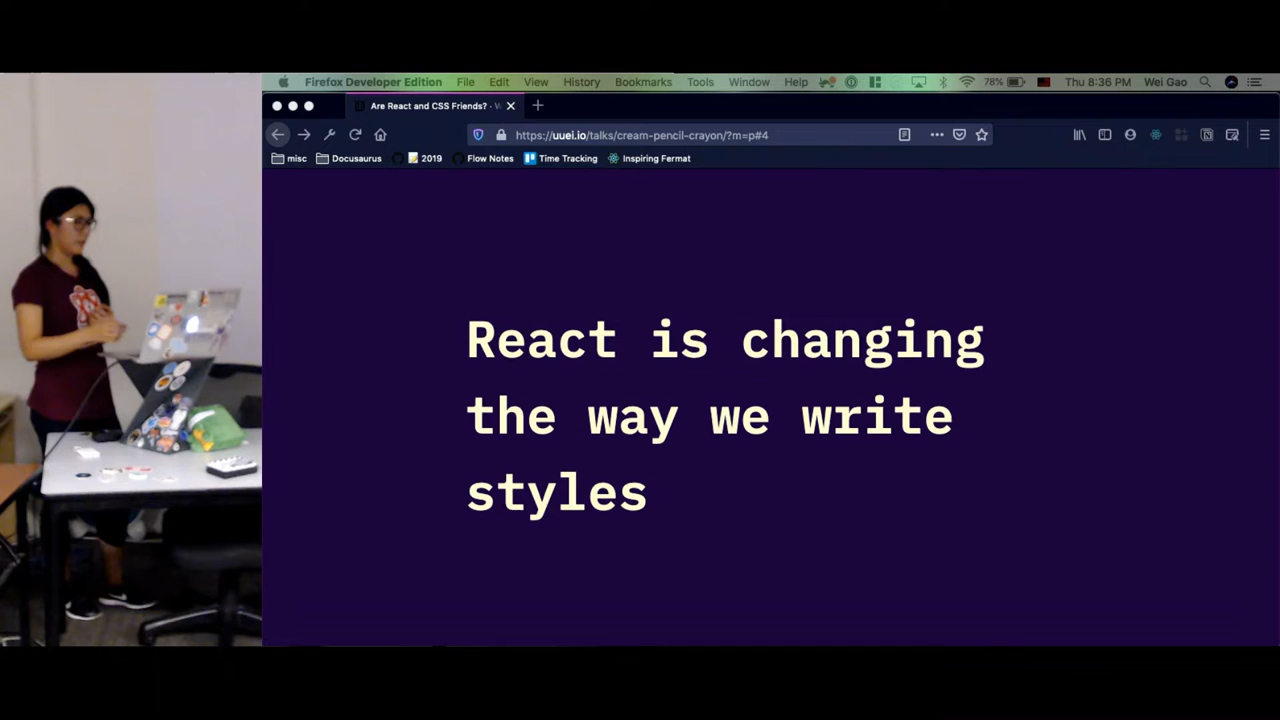 Firefox Developer Edition File Edit View History Bookmarks Tools Window Help 78% Thu 8:36 PM Wei Gao
Are React and CSS Friends? · W
https://uuei.io/talks/cream-pencil-crayon/?m=p#4
misc Docusaurus 2019 Flow Notes Time Tracking Inspiring Fermat
React is changing
the way we write
styles